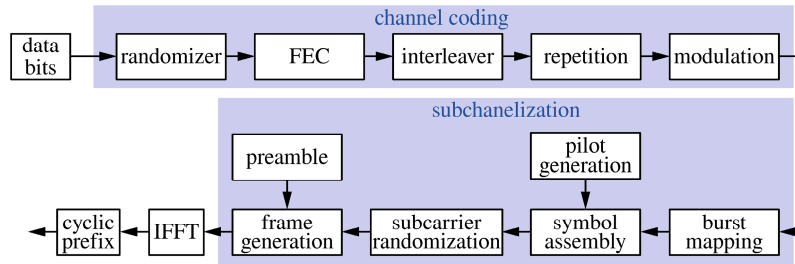 channel coding
data
bits
randomizer
FEC
interleaver
repetition
modulation
subchanelization
preamble
pilot
generation
cyclic
prefix
IFFT
frame
generation
subcarrier
randomization
symbol
assembly
burst
mapping